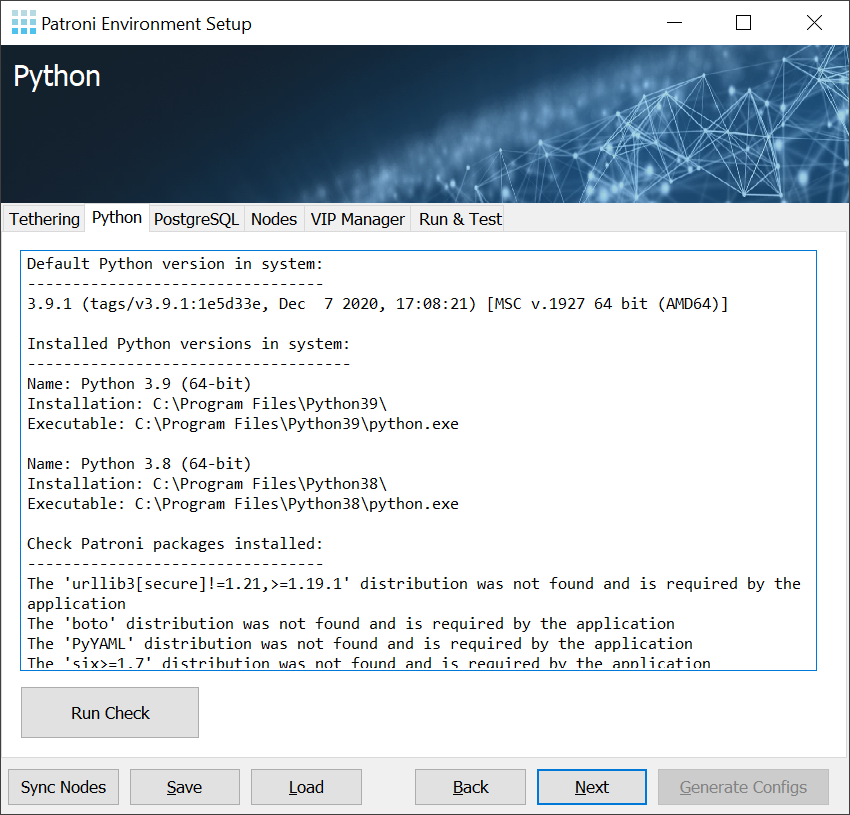 Patroni Environment Setup
Python
Tethering Python PostgreSQL Nodes VIP Manager Run & Test
Default Python version in system:
---------------------------------
3.9.1 (tags/v3.9.1:1e5d33e, Dec  7 2020, 17:08:21) [MSC v.1927 64 bit (AMD64)]
Installed Python versions in system:
------------------------------------
Name: Python 3.9 (64-bit)
Installation: C:\Program Files\Python39\
Executable: C:\Program Files\Python39\python.exe
Name: Python 3.8 (64-bit)
Installation: C:\Program Files\Python38\
Executable: C:\Program Files\Python38\python.exe
Check Patroni packages installed:
---------------------------------
The 'urllib3[secure]!=1.21,>=1.19.1' distribution was not found and is required by the
application
The 'boto' distribution was not found and is required by the application
The 'PyYAML' distribution was not found and is required by the application
The 'six>=1.7' distribution was not found and is required by the application
Run Check
Sync Nodes Save Load Back Next Generate Configs